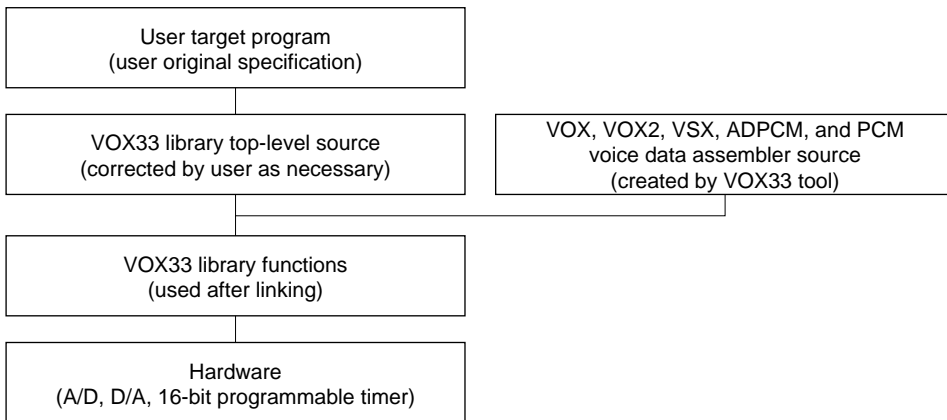 User target program
(user original specification)
VOX33 library top-level source
(corrected by user as necessary)
VOX, VOX2, VSX, ADPCM, and PCM
voice data assembler source
(created by VOX33 tool)
VOX33 library functions
(used after linking)
Hardware
(A/D, D/A, 16-bit programmable timer)